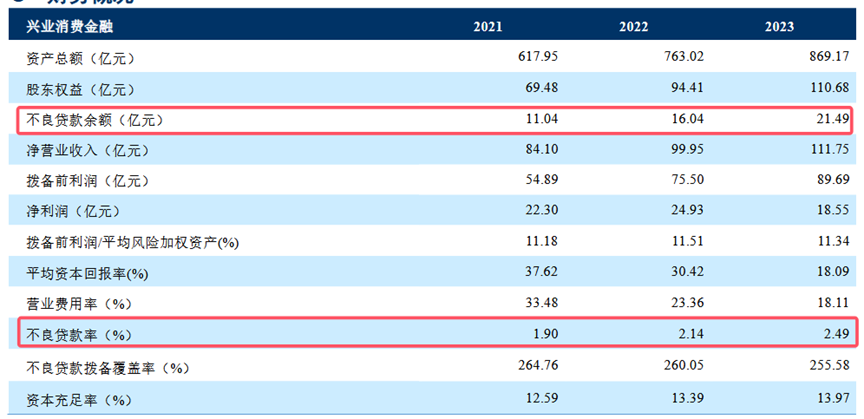 兴业消费金融 2021 2022 2023
资产总额（亿元） 617.95 763.02 869.17
股东权益（亿元） 69.48 94.41 110.68
不良贷款余额（亿元） 11.04 16.04 21.49
净营业收入（亿元） 84.10 99.95 111.75
拨备前利润（亿元） 54.89 75.50 89.69
净利润（亿元） 22.30 24.93 18.55
拨备前利润/平均风险加权资产(%) 11.18 11.51 11.34
平均资本回报率(%) 37.62 30.42 18.09
营业费用率（%） 33.48 23.36 18.11
不良贷款率（%） 1.90 2.14 2.49
不良贷款拨备覆盖率（%） 264.76 260.05 255.58
资本充足率（%） 12.59 13.39 13.97